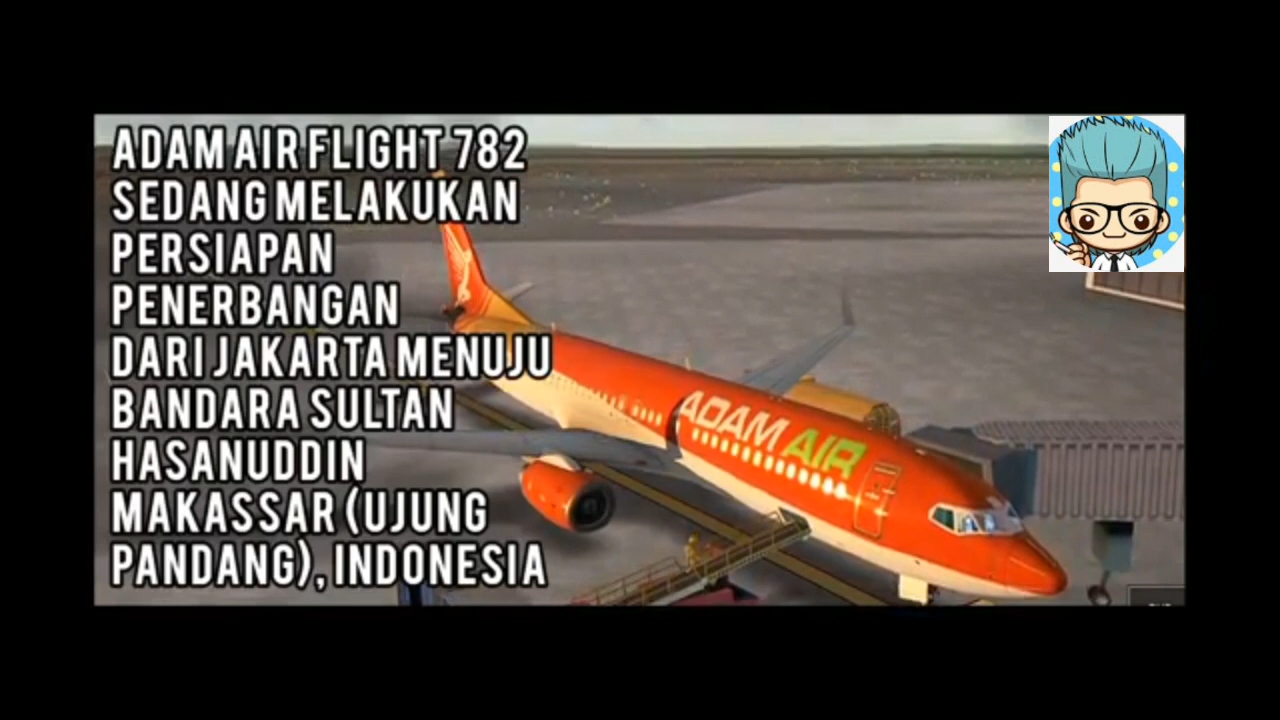 ADAM AIR FLIGHT 782
SEDANG MELAKUKAN
PERSIAPAN
PENERBANGAN
DARI JAKARTA MENUJU
BANDARA SULTAN
HASANUDDIN
MAKASSAR (UJUNG
PANDANG), INDONESIA
ADAM AIR